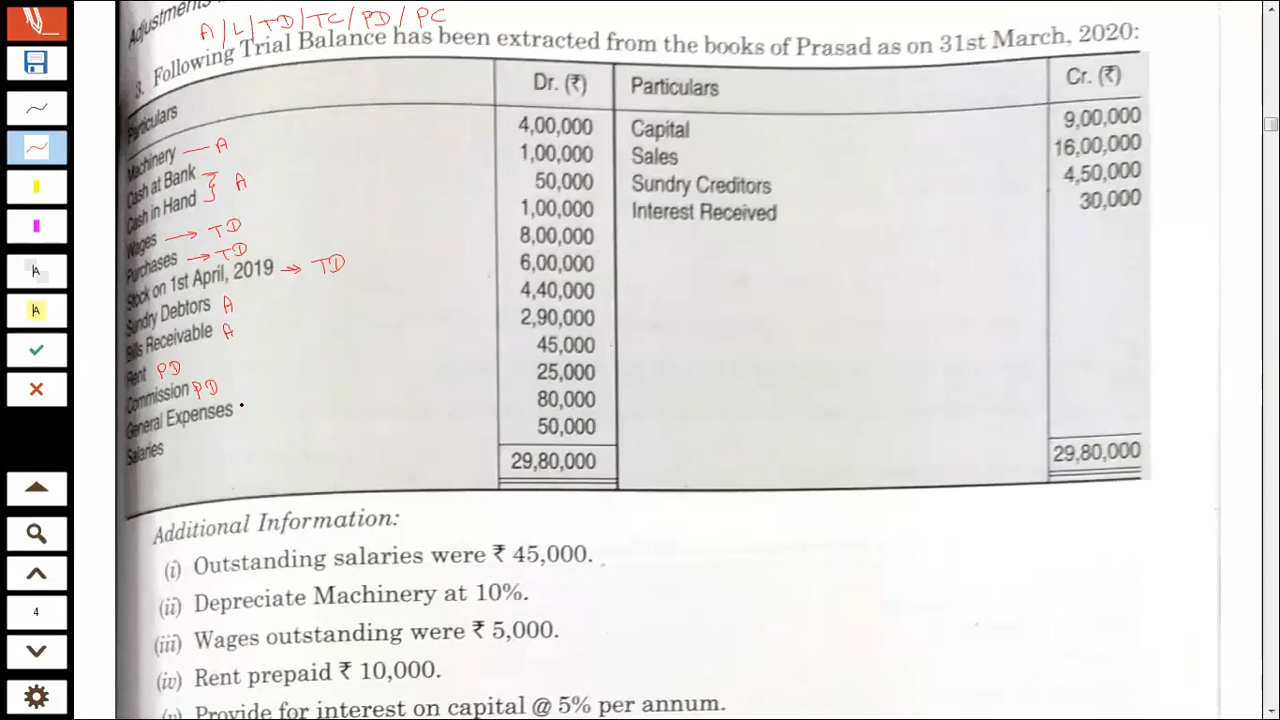 Adjustments
A / L / TD / TC / PD / PC
3. Following Trial Balance has been extracted from the books of Prasad as on 31st March, 2020:
Particulars Dr. (₹) Particulars Cr. (₹)
Machinery — A 4,00,000 Capital 9,00,000
Cash at Bank 1,00,000 Sales 16,00,000
Cash in Hand } A 50,000 Sundry Creditors 4,50,000
Wages → TD 1,00,000 Interest Received 30,000
Purchases → TD 8,00,000
Stock on 1st April, 2019 → TD 6,00,000
Sundry Debtors A 4,40,000
Bills Receivable A 2,90,000
Rent PD 45,000
Commission PD 25,000
General Expenses 80,000
Salaries 50,000
29,80,000 29,80,000
Additional Information:
(i) Outstanding salaries were ₹ 45,000.
(ii) Depreciate Machinery at 10%.
(iii) Wages outstanding were ₹ 5,000.
(iv) Rent prepaid ₹ 10,000.
(v) Provide for interest on capital @ 5% per annum.
A
A
4